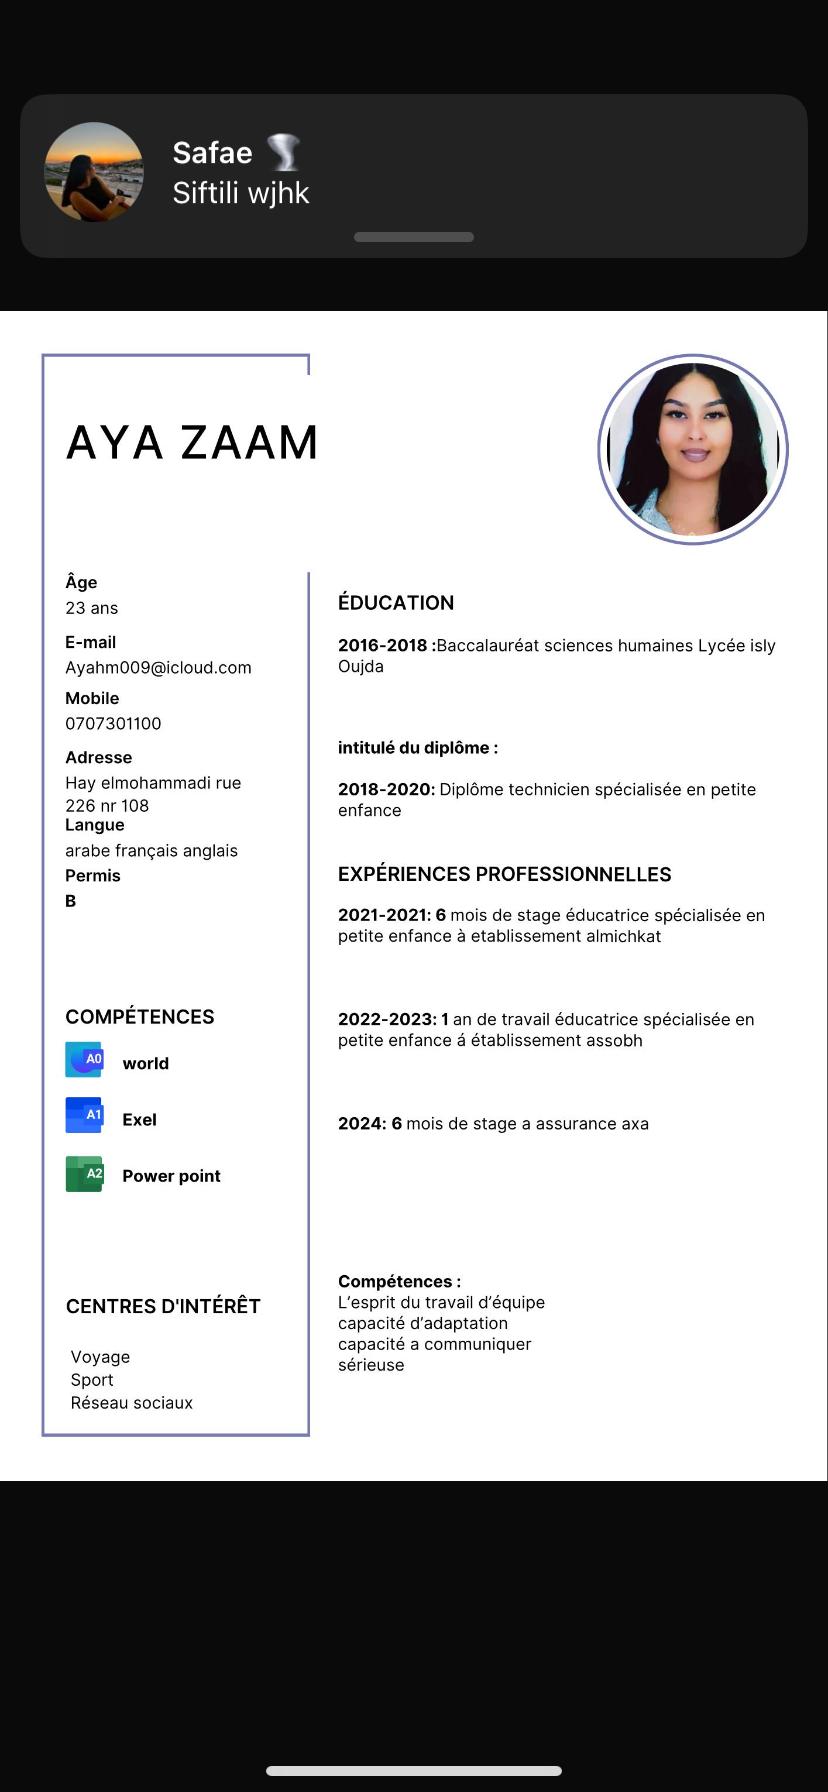 Safae
Siftili wjhk
AYA ZAAM
Âge
23 ans
E-mail
Ayahm009@icloud.com
Mobile
0707301100
Adresse
Hay elmohammadi rue
226 nr 108
Langue
arabe français anglais
Permis
B
COMPÉTENCES
A0 world
A1 Exel
A2 Power point
CENTRES D'INTÉRÊT
Voyage
Sport
Réseau sociaux
ÉDUCATION
2016-2018 :Baccalauréat sciences humaines Lycée isly
Oujda
intitulé du diplôme :
2018-2020: Diplôme technicien spécialisée en petite
enfance
EXPÉRIENCES PROFESSIONNELLES
2021-2021: 6 mois de stage éducatrice spécialisée en
petite enfance à etablissement almichkat
2022-2023: 1 an de travail éducatrice spécialisée en
petite enfance á établissement assobh
2024: 6 mois de stage a assurance axa
Compétences :
L’esprit du travail d’équipe
capacité d’adaptation
capacité a communiquer
sérieuse